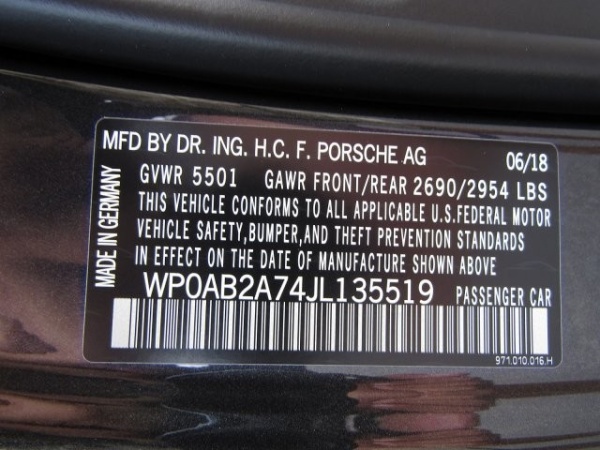 MFD BY DR. ING. H.C. F. PORSCHE AG 06/18
GVWR 5501 GAWR FRONT/REAR 2690/2954 LBS
THIS VEHICLE CONFORMS TO ALL APPLICABLE U.S.FEDERAL MOTOR
VEHICLE SAFETY,BUMPER,AND THEFT PREVENTION STANDARDS
IN EFFECT ON THE DATE OF MANUFACTURE SHOWN ABOVE
MADE IN GERMANY
WP0AB2A74JL135519 PASSENGER CAR
971.010.016.H